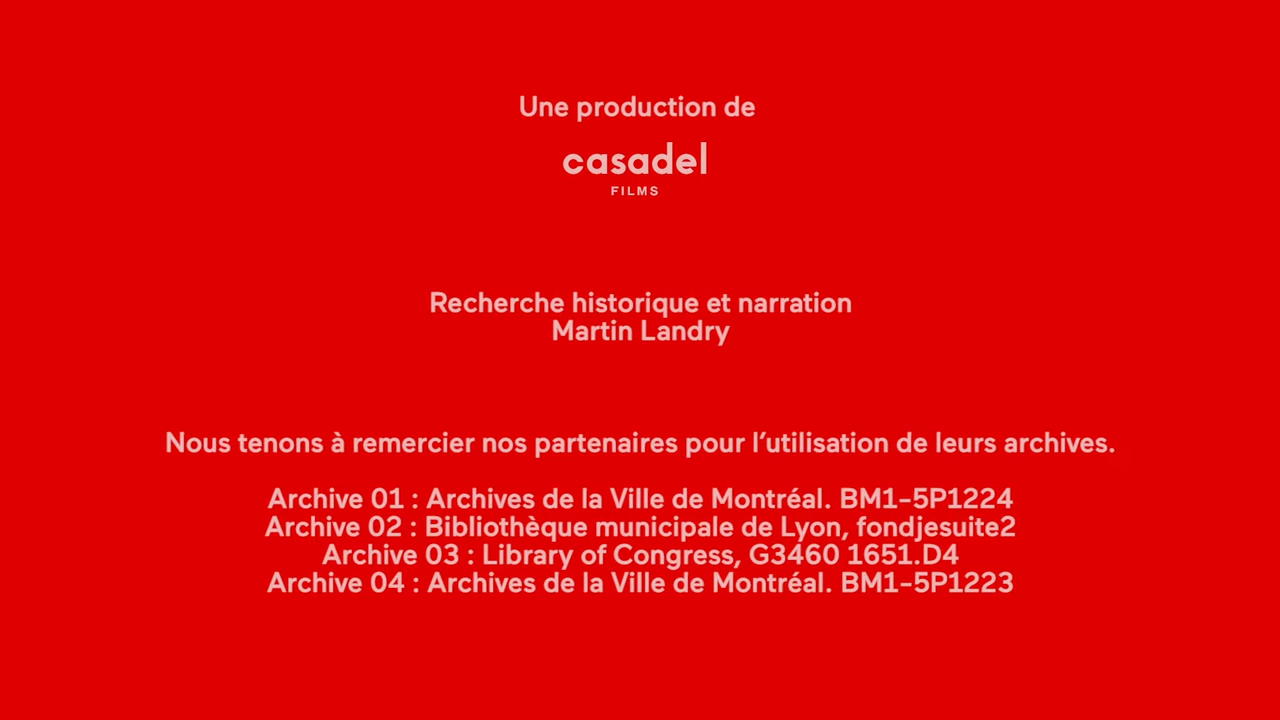 Une production de
casadel
FILMS
Recherche historique et narration
Martin Landry
Nous tenons à remercier nos partenaires pour l’utilisation de leurs archives.
Archive 01 : Archives de la Ville de Montréal. BM1-5P1224
Archive 02 : Bibliothèque municipale de Lyon, fondjesuite2
Archive 03 : Library of Congress, G3460 1651.D4
Archive 04 : Archives de la Ville de Montréal. BM1-5P1223